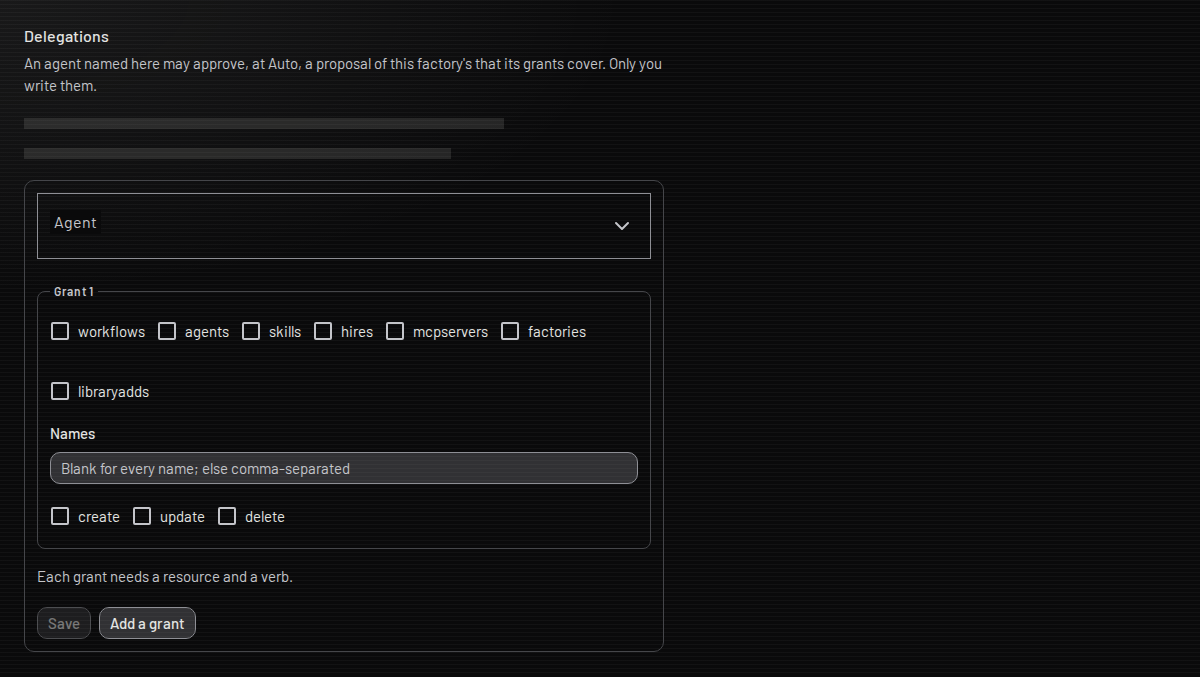 Delegations
An agent named here may approve, at Auto, a proposal of this factory's that its grants cover. Only you
write them.
Agent
Grant 1
workflows agents skills hires mcpservers factories
libraryadds
Names
Blank for every name; else comma-separated
create update delete
Each grant needs a resource and a verb.
Save Add a grant